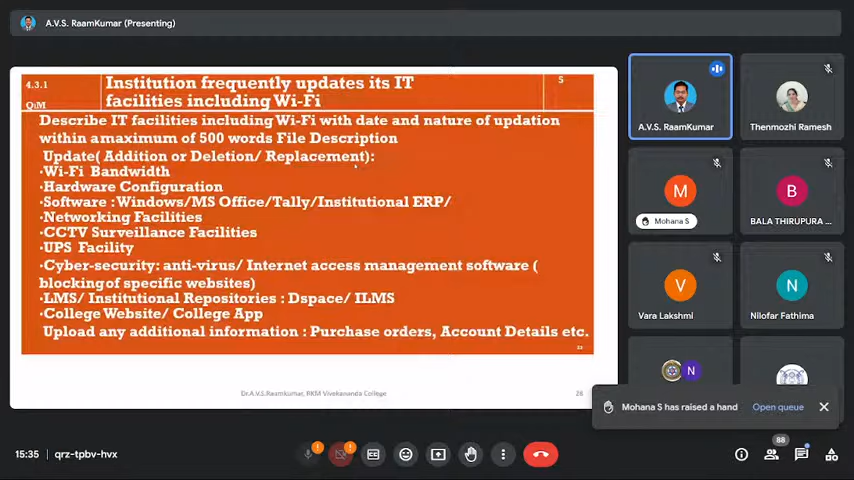 A.V.S. RaamKumar (Presenting)
4.3.1
QlM
Institution frequently updates its IT
facilities including Wi-Fi
5
Describe IT facilities including Wi-Fi with date and nature of updation
within a maximum of 500 words File Description
Update( Addition or Deletion/ Replacement):
·Wi-Fi Bandwidth
·Hardware Configuration
·Software : Windows/MS Office/Tally/Institutional ERP/
·Networking Facilities
·CCTV Surveillance Facilities
·UPS Facility
·Cyber-security: anti-virus/ Internet access management software (
blocking of specific websites)
·LMS/ Institutional Repositories : Dspace/ ILMS
·College Website/ College App
Upload any additional information : Purchase orders, Account Details etc.
Dr.A.V.S.Raamkumar, RKM Vivekananda College
26
A.V.S. RaamKumar
Thenmozhi Ramesh
M
Mohana S
B
BALA THIRUPURA ...
V
Vara Lakshmi
N
Nilofar Fathima
N
Mohana S has raised a hand
Open queue
15:35
qrz-tpbv-hvx
88